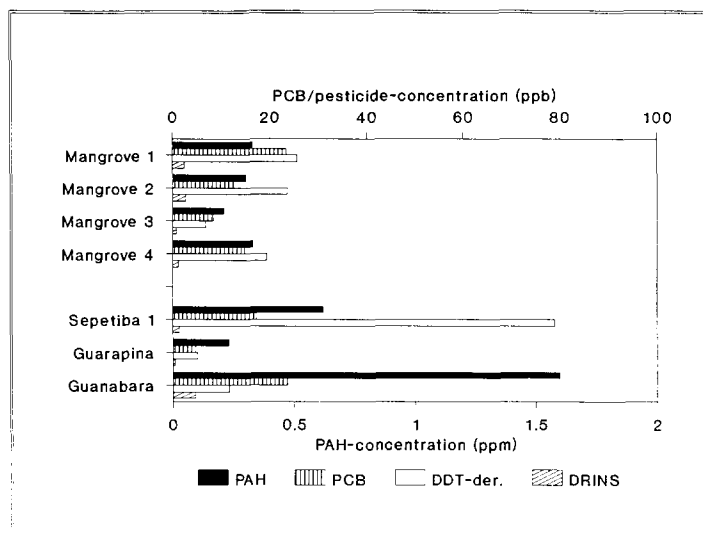 PCB/pesticide-concentration (ppb)
0 20 40 60 80 100
Mangrove 1
Mangrove 2
Mangrove 3
Mangrove 4
Sepetiba 1
Guarapina
Guanabara
0 0.5 1 1.5 2
PAH-concentration (ppm)
PAH PCB DDT-der. DRINS